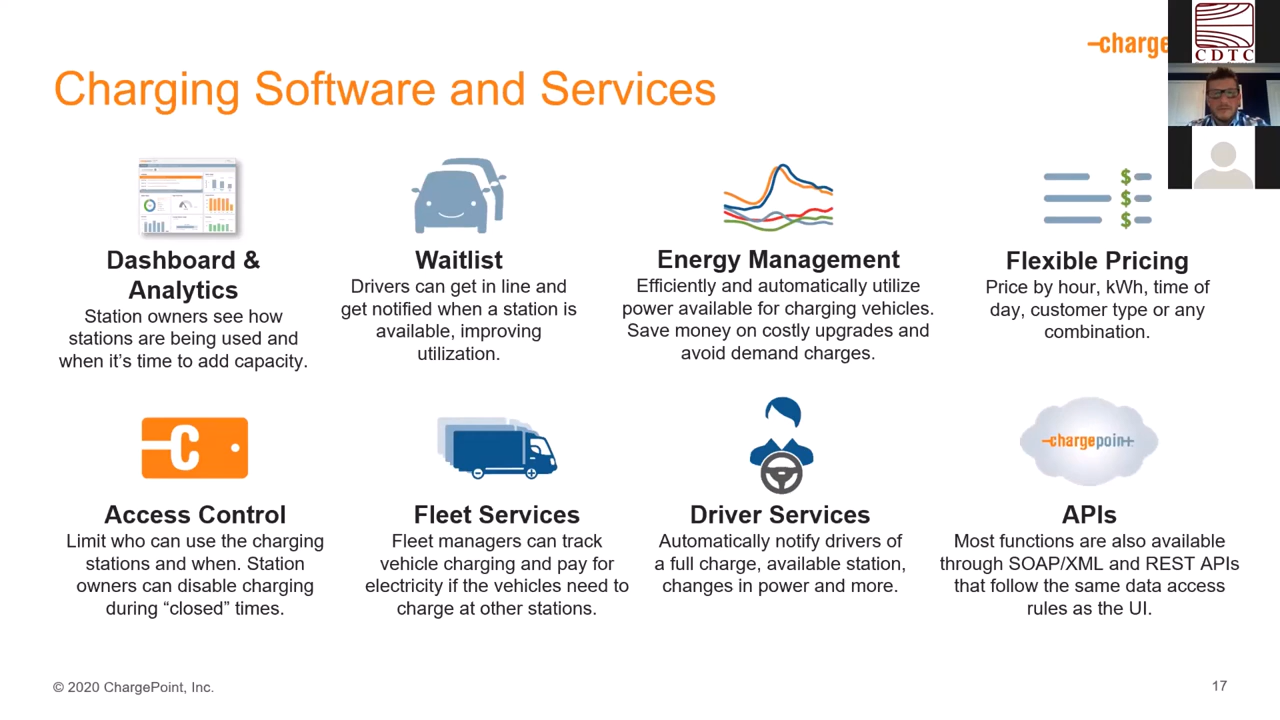 charge
CDTC
Charging Software and Services
Dashboard &
Analytics
Station owners see how
stations are being used and
when it’s time to add capacity.
Waitlist
Drivers can get in line and
get notified when a station is
available, improving
utilization.
Energy Management
Efficiently and automatically utilize
power available for charging vehicles.
Save money on costly upgrades and
avoid demand charges.
$
$
$
Flexible Pricing
Price by hour, kWh, time of
day, customer type or any
combination.
C
Access Control
Limit who can use the charging
stations and when. Station
owners can disable charging
during “closed” times.
Fleet Services
Fleet managers can track
vehicle charging and pay for
electricity if the vehicles need to
charge at other stations.
Driver Services
Automatically notify drivers of
a full charge, available station,
changes in power and more.
chargepoint
APIs
Most functions are also available
through SOAP/XML and REST APIs
that follow the same data access
rules as the UI.
© 2020 ChargePoint, Inc.
17